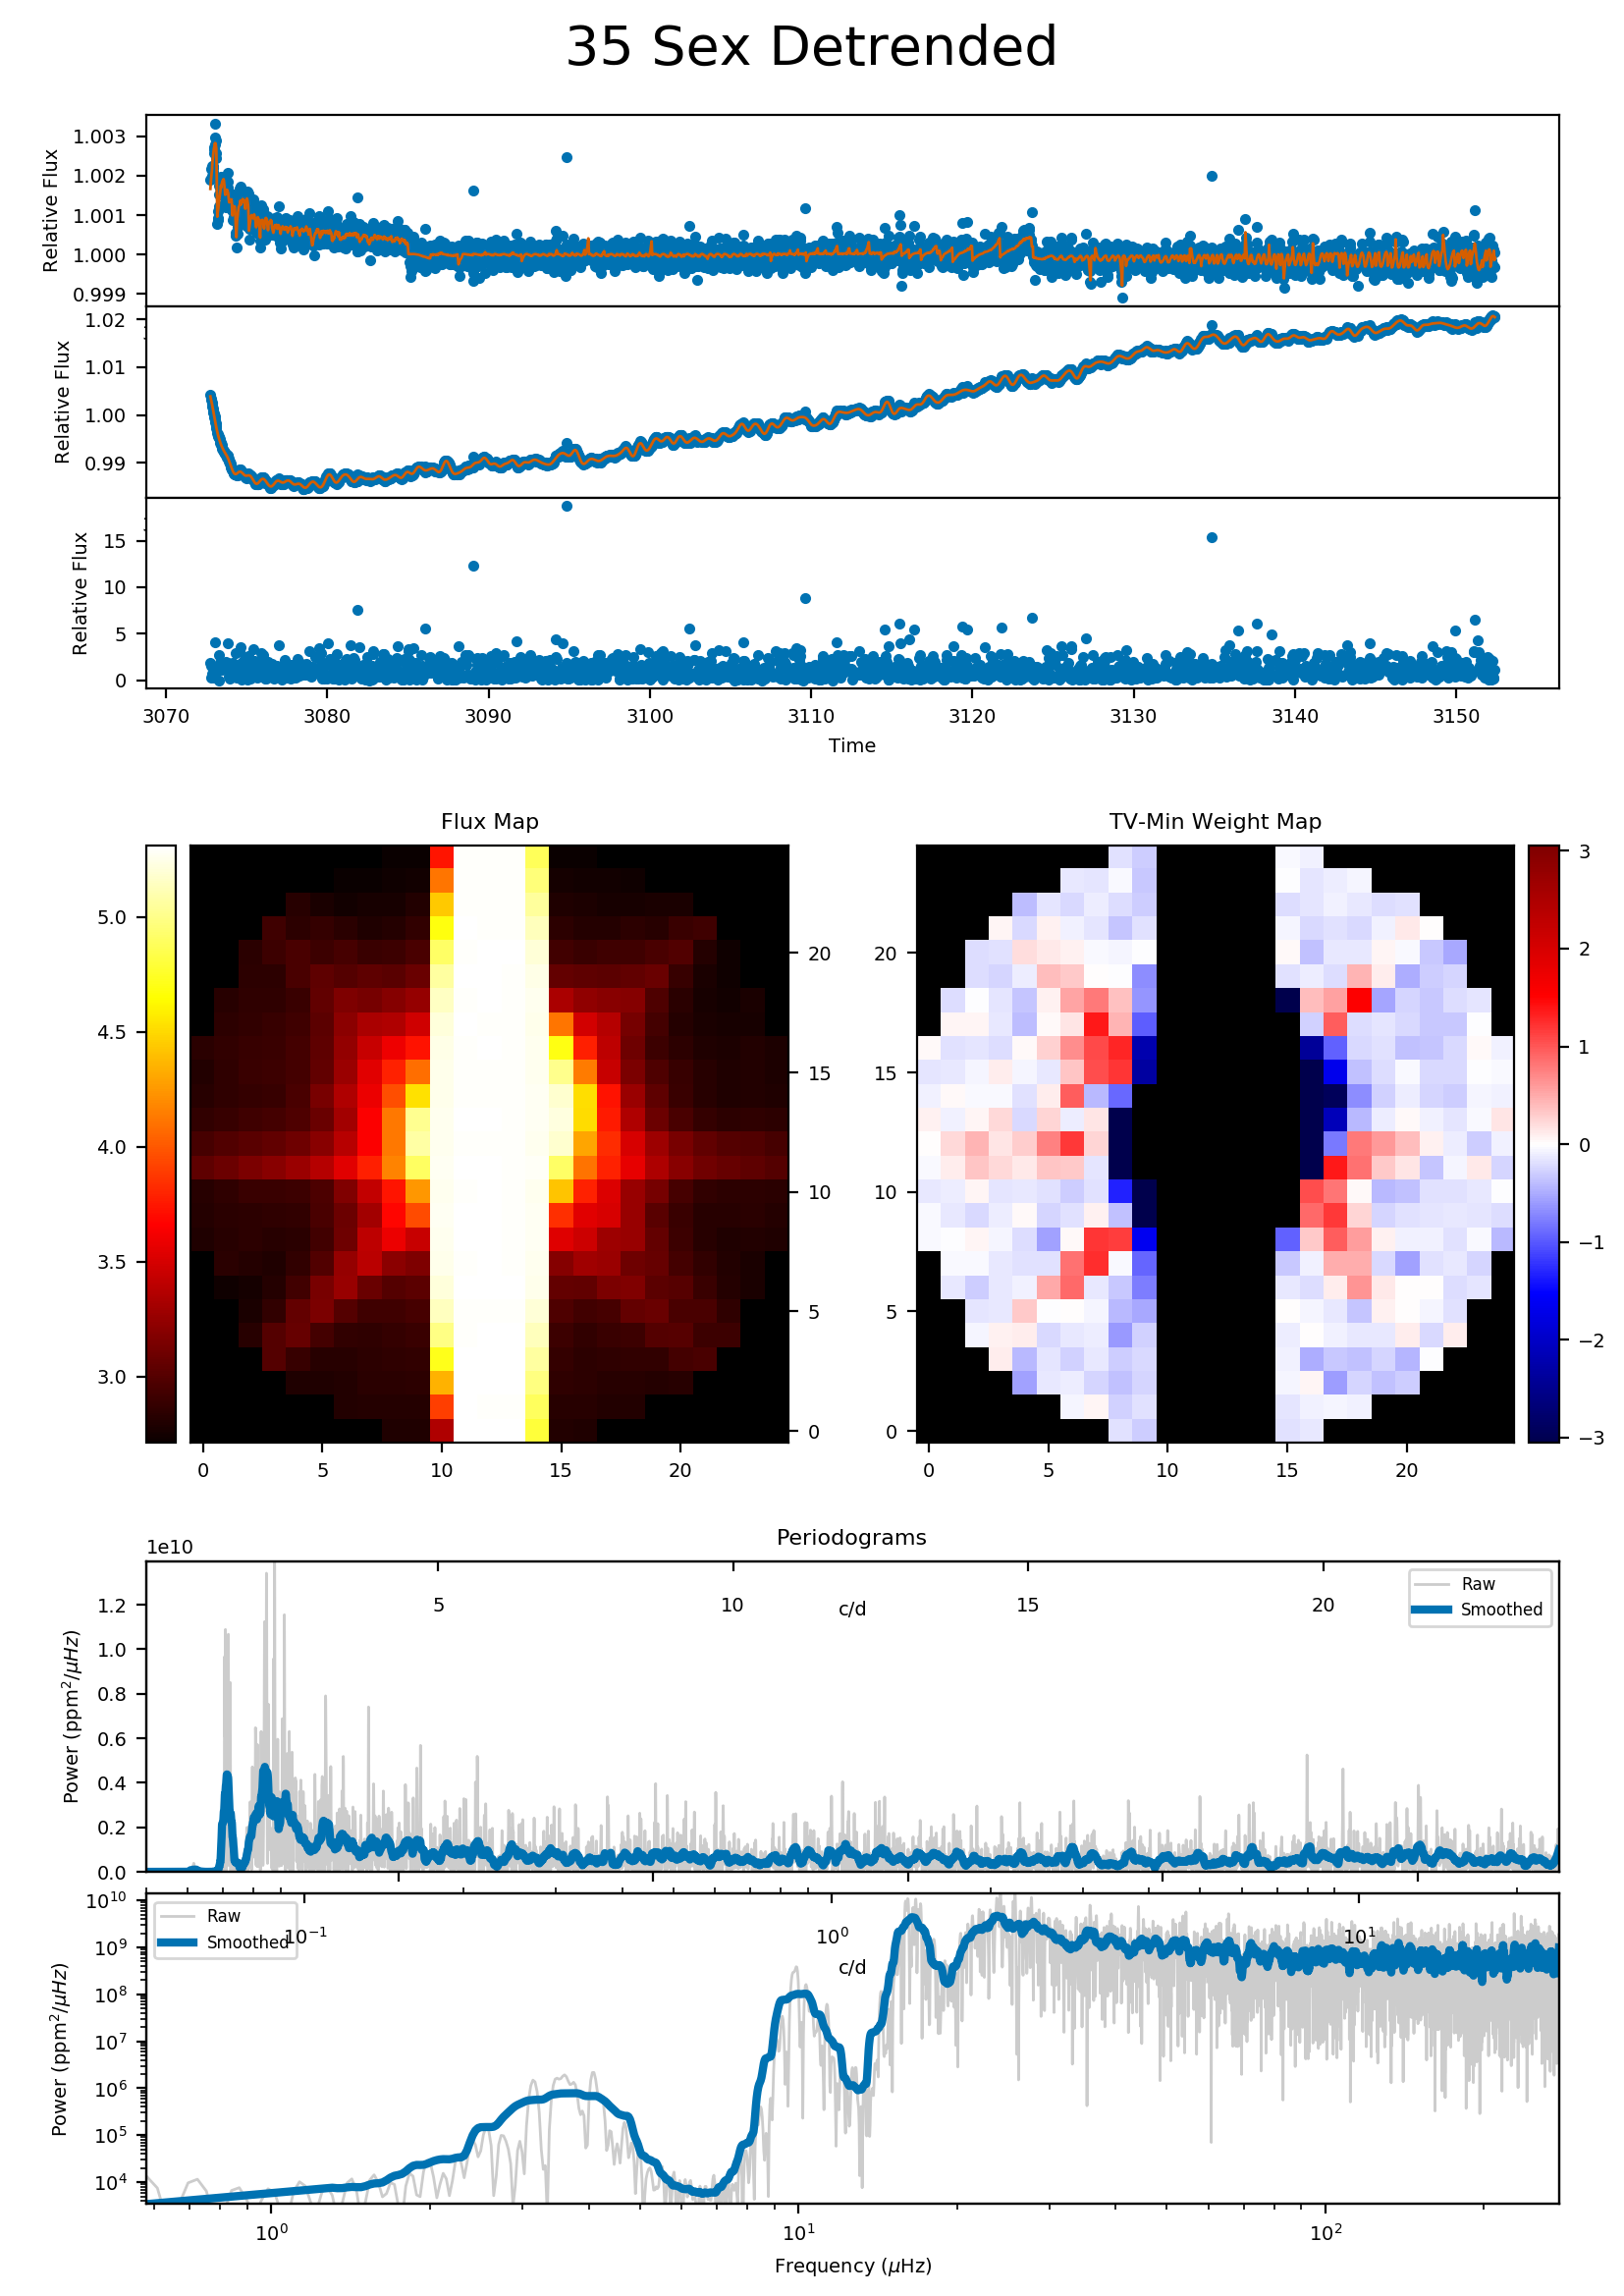 35 Sex Detrended
1.003
1.002
1.001
1.000
0.999
Relative Flux
1.02
1.01
1.00
0.99
Relative Flux
15
10
5
0
Relative Flux
3070 3080 3090 3100 3110 3120 3130 3140 3150
Time
Flux Map
5.0
4.5
4.0
3.5
3.0
20
15
10
5
0
0 5 10 15 20
TV-Min Weight Map
20
15
10
5
0
0 5 10 15 20
3
2
1
0
−1
−2
−3
Periodograms
1e10
1.2
1.0
0.8
0.6
0.4
0.2
0.0
Power (ppm²/μHz)
5 10 15 20
c/d
Raw
Smoothed
10¹⁰
10⁹
10⁸
10⁷
10⁶
10⁵
10⁴
Power (ppm²/μHz)
Raw
Smoothed
10⁻¹ 10⁰ 10¹
c/d
10⁰ 10¹ 10²
Frequency (μHz)